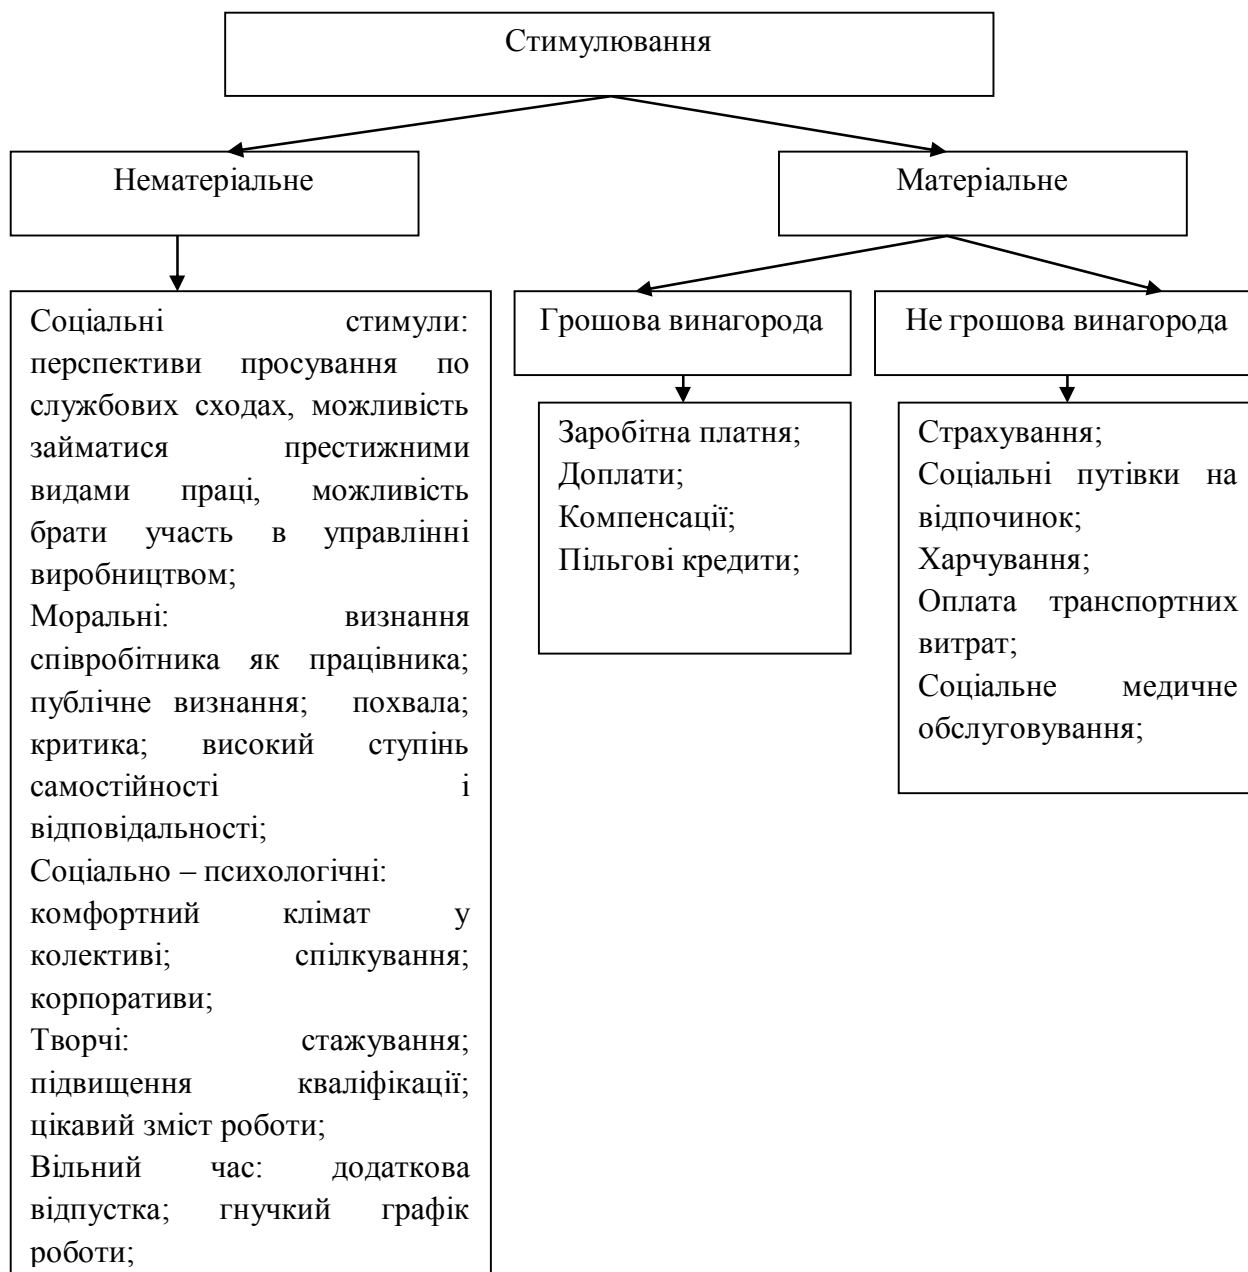 Стимулювання
Нематеріальне
Матеріальне
Соціальні стимули:
перспективи просування по
службових сходах, можливість
займатися престижними
видами праці, можливість
брати участь в управлінні
виробництвом;
Моральні: визнання
співробітника як працівника;
публічне визнання; похвала;
критика; високий ступінь
самостійності і
відповідальності;
Соціально – психологічні:
комфортний клімат у
колективі; спілкування;
корпоративи;
Творчі: стажування;
підвищення кваліфікації;
цікавий зміст роботи;
Вільний час: додаткова
відпустка; гнучкий графік
роботи;
Грошова винагорода
Заробітна платня;
Доплати;
Компенсації;
Пільгові кредити;
Не грошова винагорода
Страхування;
Соціальні путівки на
відпочинок;
Харчування;
Оплата транспортних
витрат;
Соціальне медичне
обслуговування;